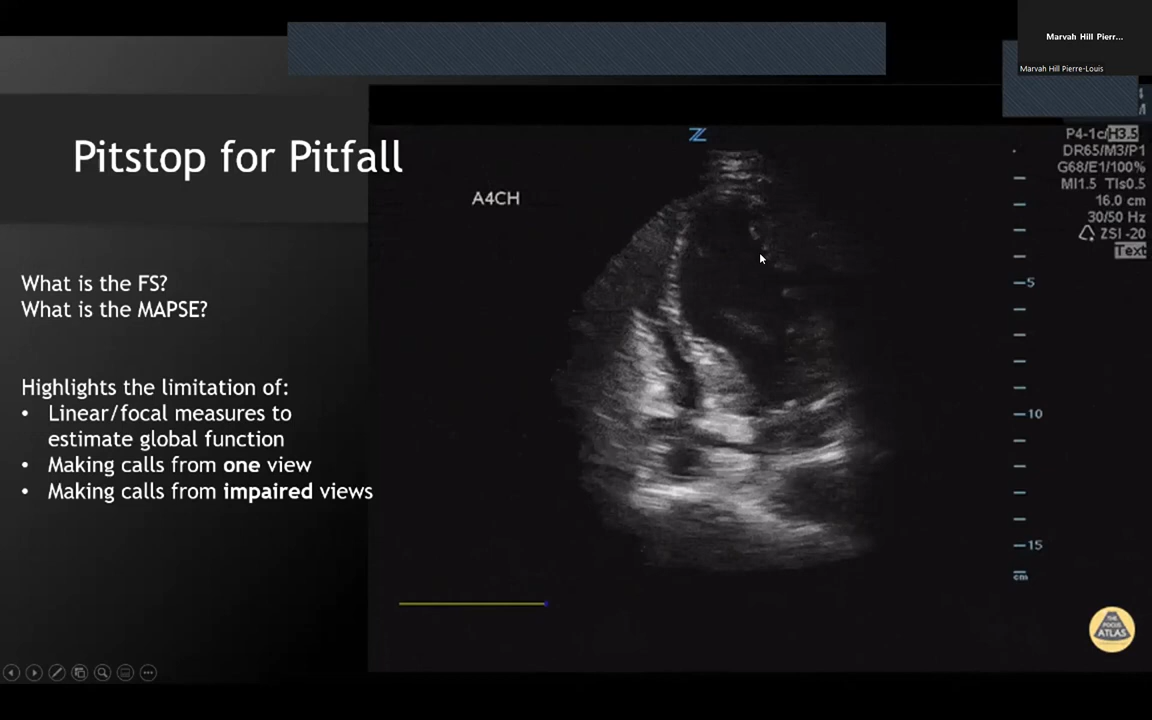 Marvah Hill Pierr...
Marvah Hill Pierre-Louis
Pitstop for Pitfall
What is the FS?
What is the MAPSE?
Highlights the limitation of:
• Linear/focal measures to
estimate global function
• Making calls from one view
• Making calls from impaired views
A4CH
Z
P4-1c/H3.5
DR65/M3/P1
G68/E1/100%
MI1.5 TIs0.5
16.0 cm
30/50 Hz
ZSI -20
Text
5
10
15
cm
THE
POCUS
ATLAS